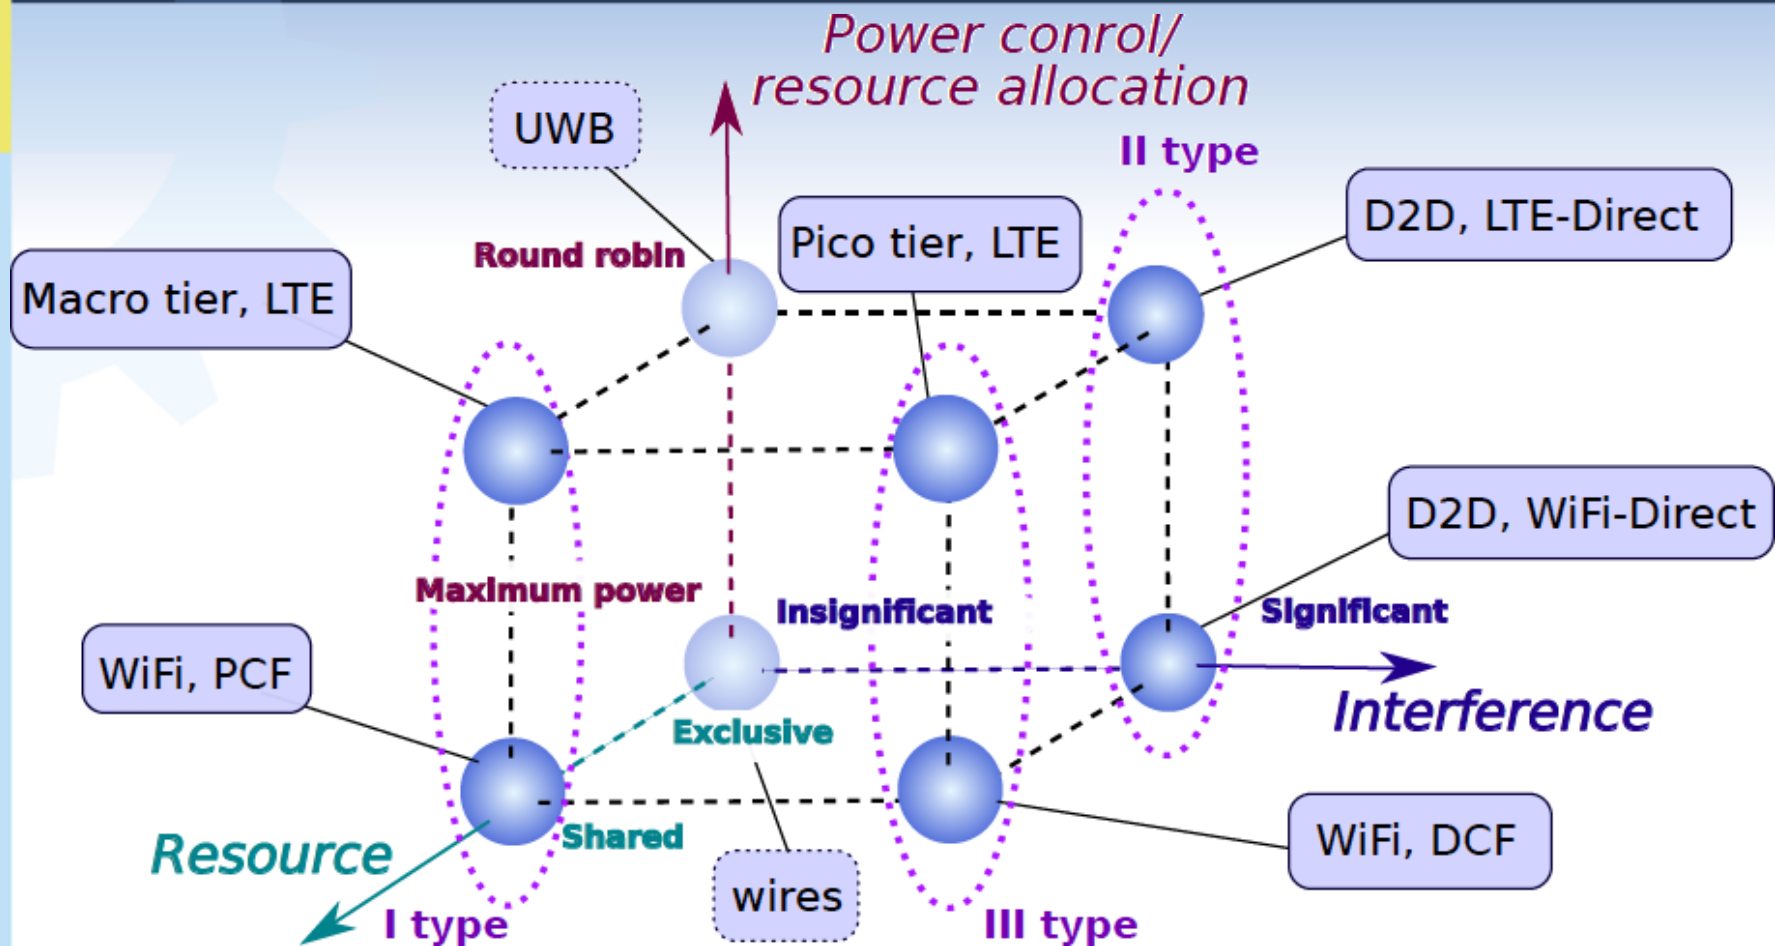 Power conrol/
resource allocation
UWB
II type
D2D, LTE-Direct
Pico tier, LTE
Round robin
Macro tier, LTE
D2D, WiFi-Direct
Maximum power
Insignificant
Significant
WiFi, PCF
Interference
Exclusive
Shared
WiFi, DCF
Resource
wires
I type
III type